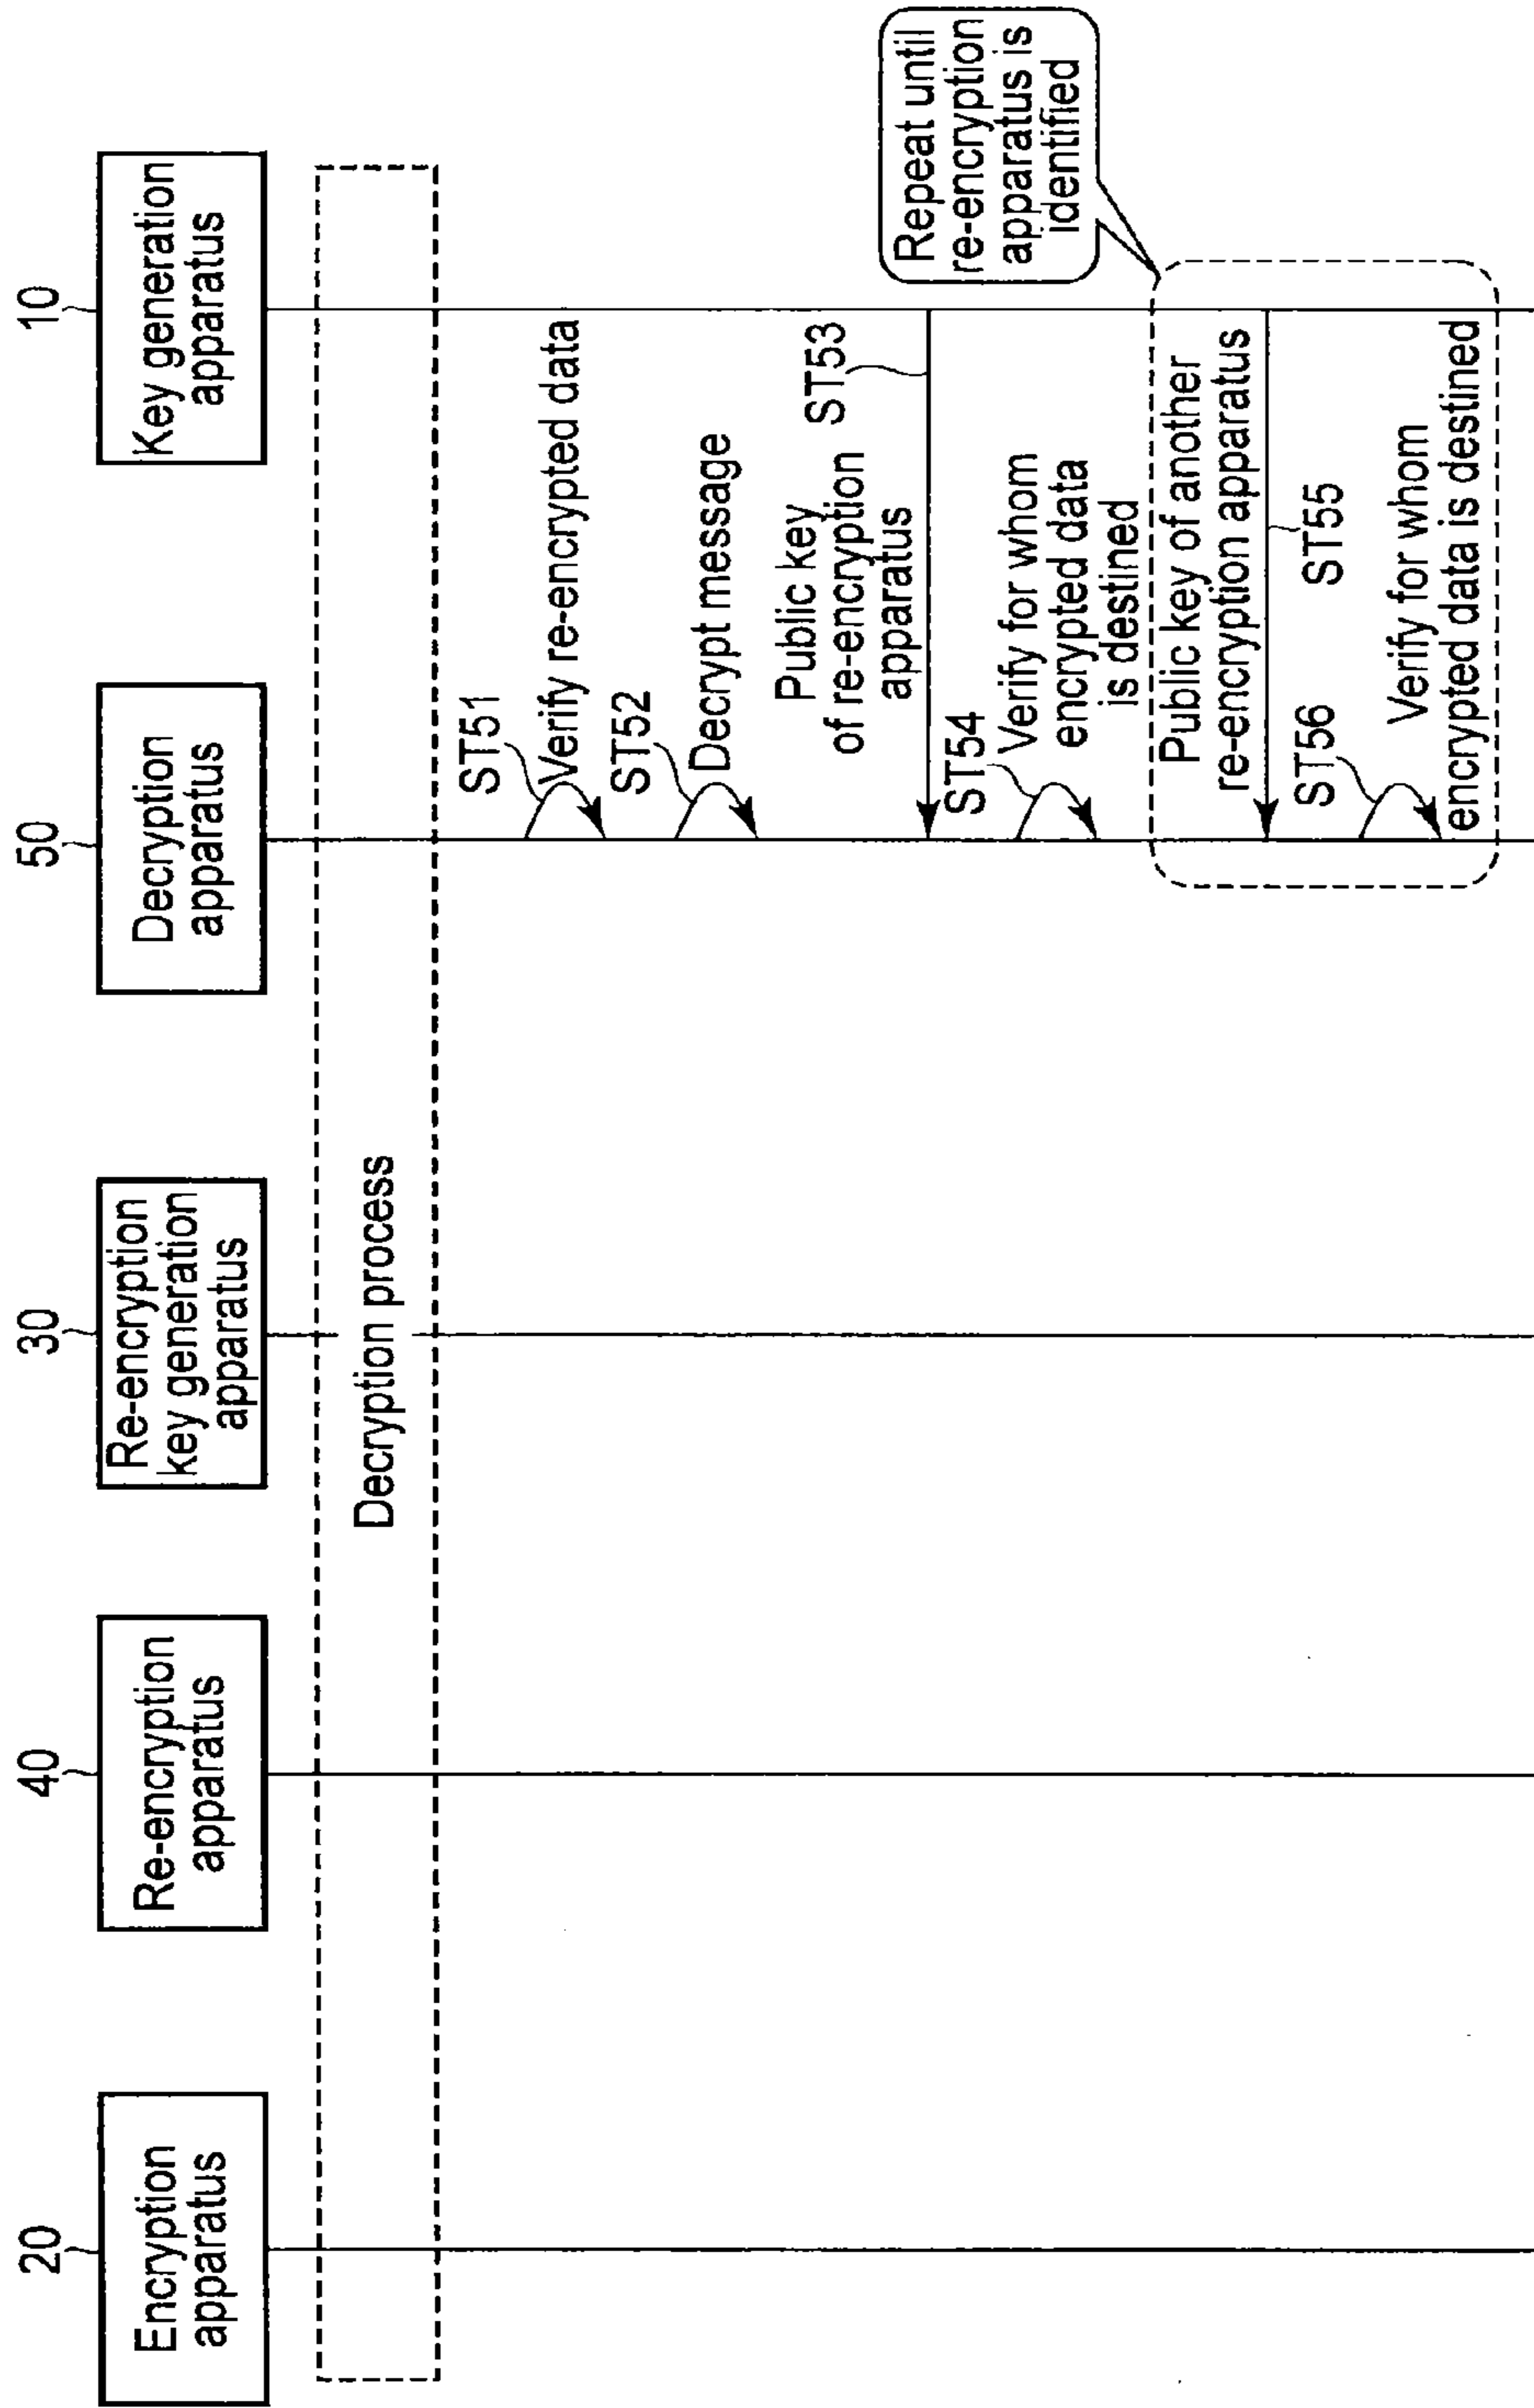 20
Encryption
apparatus
40
Re-encryption
apparatus
30
Re-encryption
key generation
apparatus
50
Decryption
apparatus
10
Key generation
apparatus
Decryption process
ST51
Verify re-encrypted data
ST52
Decrypt message
Public key
of re-encryption
apparatus
ST53
ST54
Verify for whom
encrypted data
is destined
Repeat until
re-encryption
apparatus is
identified
Public key of another
re-encryption apparatus
ST55
ST56
Verify for whom
encrypted data is destined